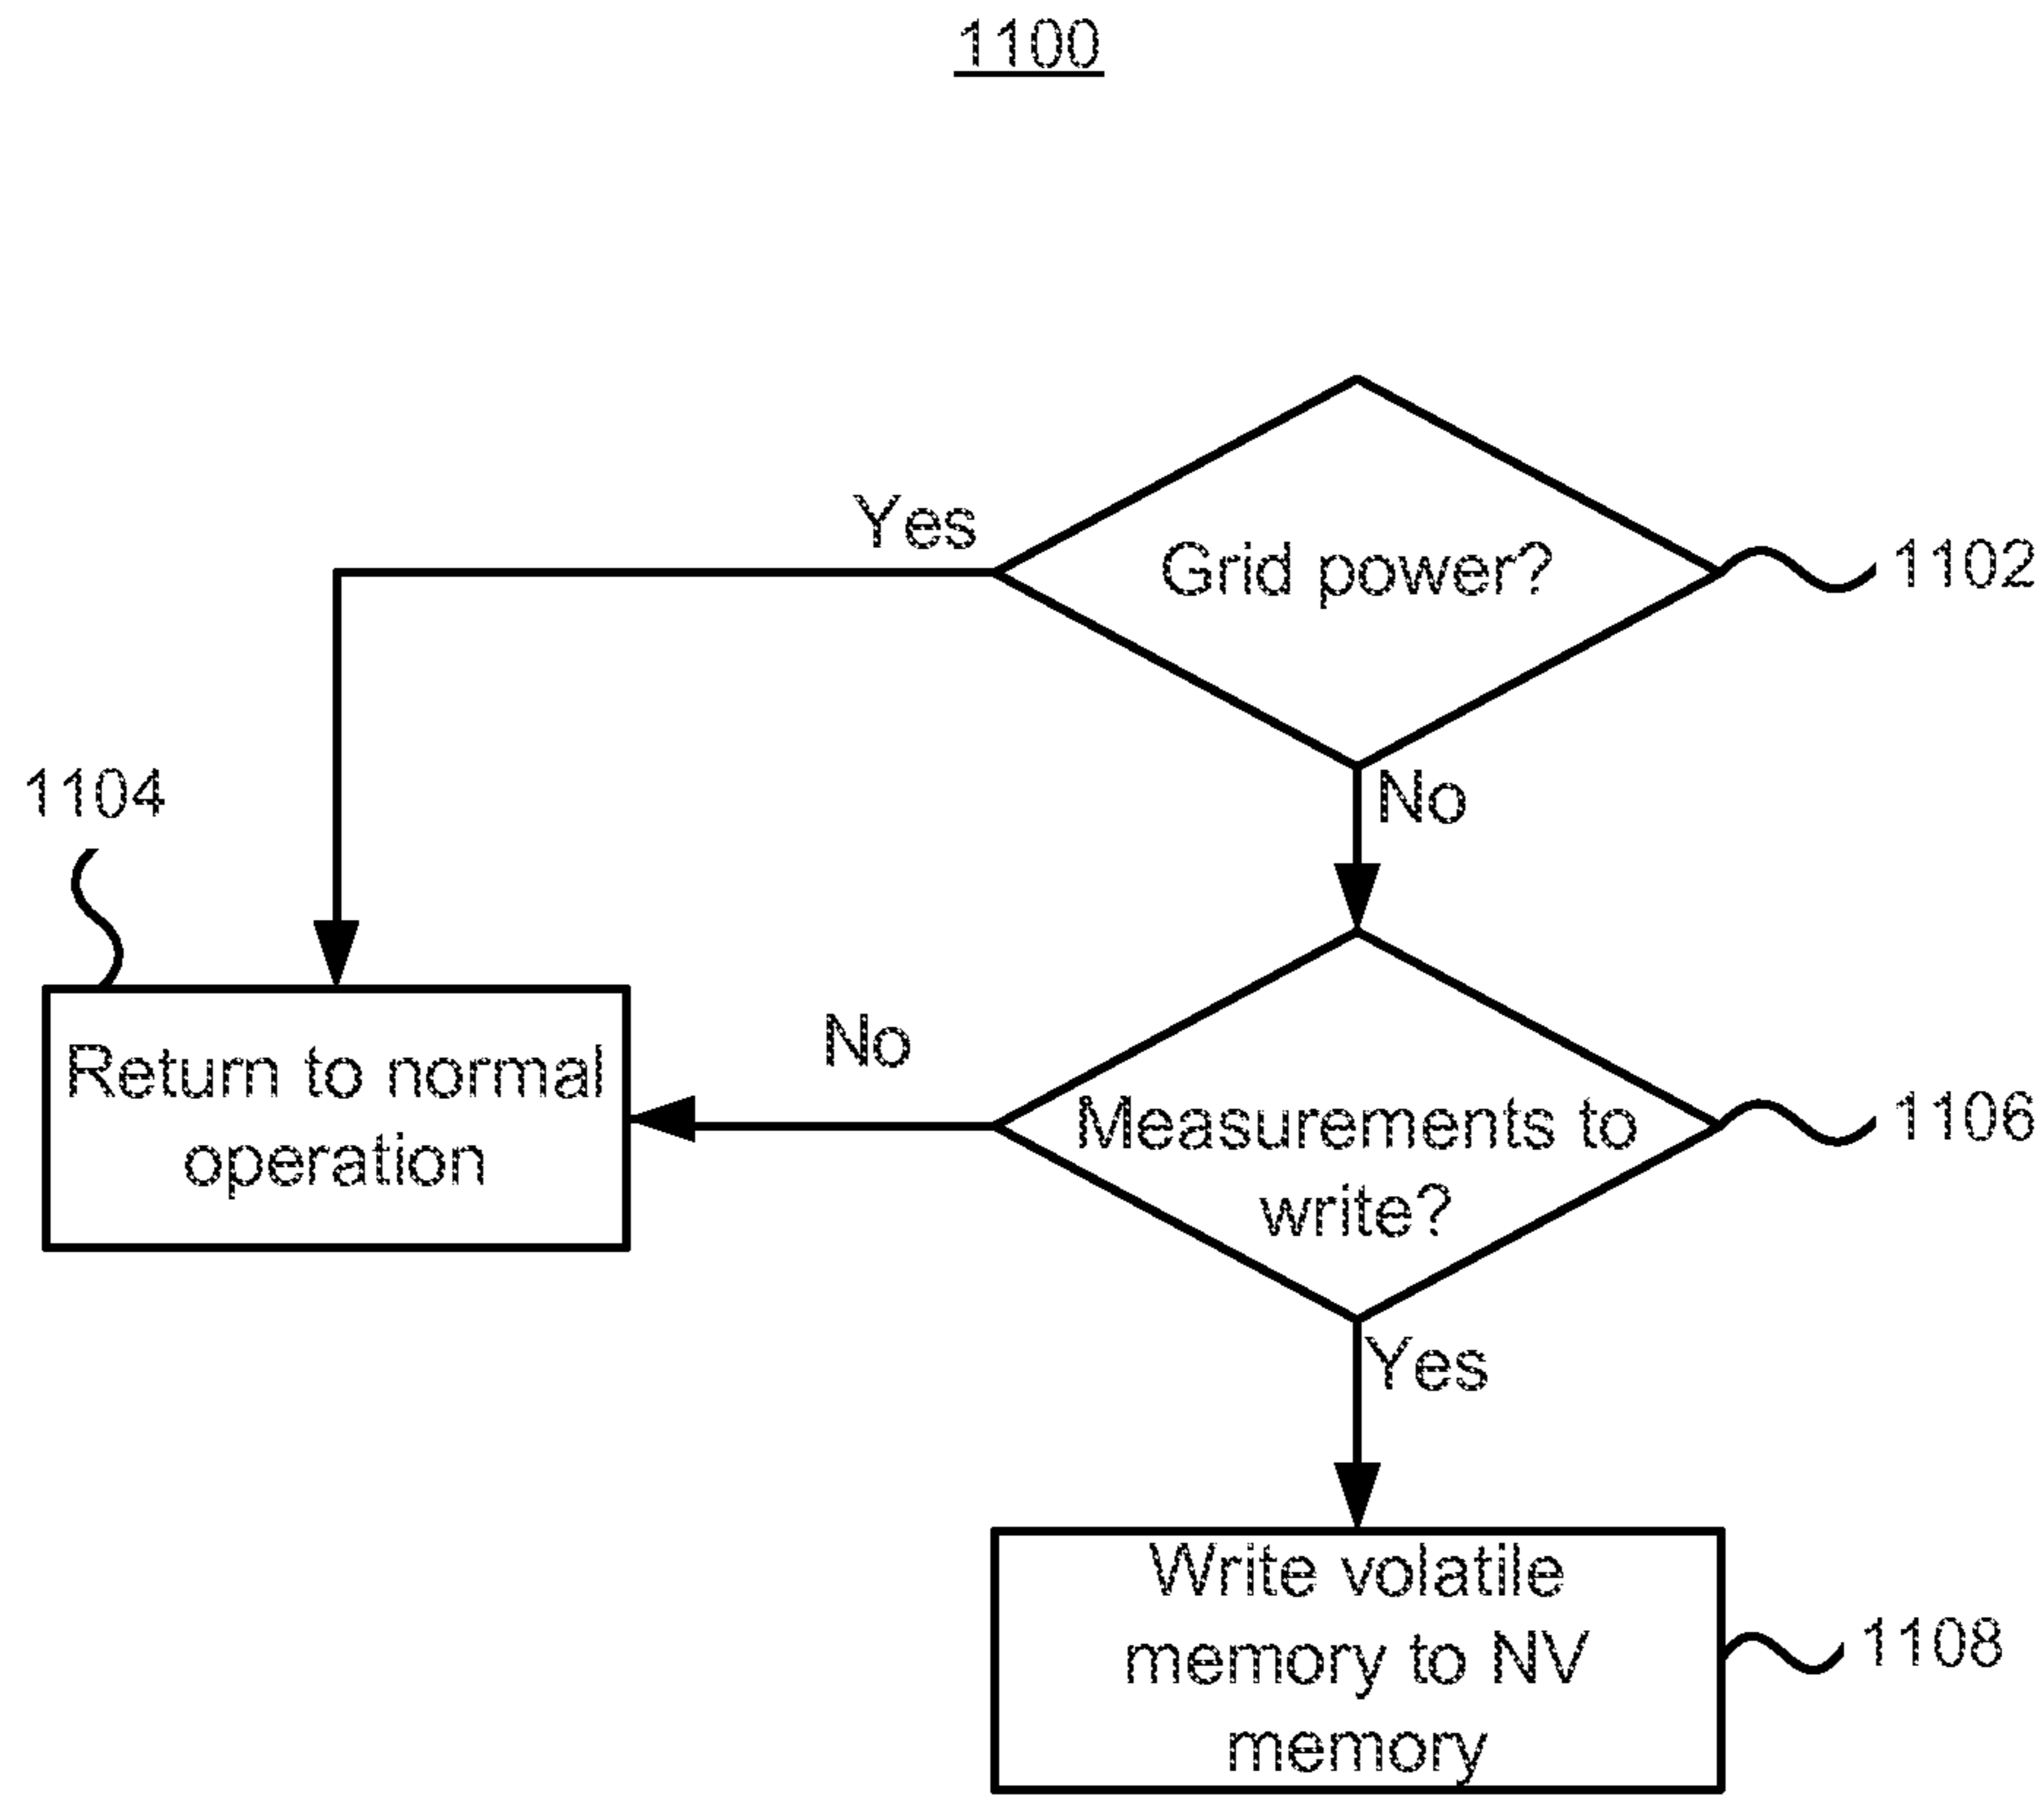 1100
Yes
Grid power?
1102
No
1104
Return to normal
operation
No
Measurements to
write?
1106
Yes
Write volatile
memory to NV
memory
1108